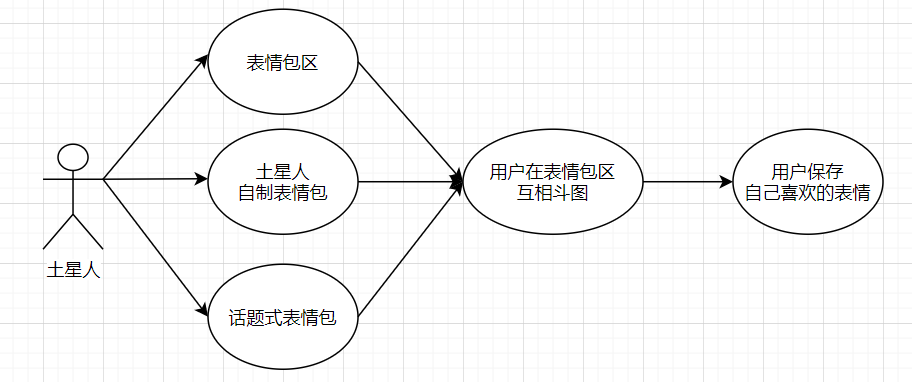 表情包区
土星人
自制表情包
用户在表情包区
互相斗图
用户保存
自己喜欢的表情
土星人
话题式表情包